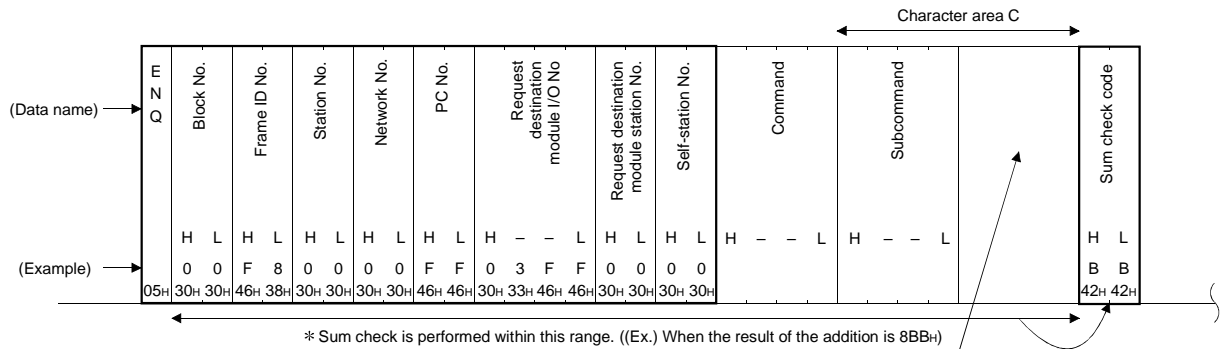 Character area C
(Data name)
E
N
Q
Block No.
Frame ID No.
Station No.
Network No.
PC No.
Request
destination
module I/O No
Request destination
module station No.
Self-station No.
Command
Subcommmand
Sum check code
H L H L H L H L H L H – – L H L H L H – – L H – – L H L
(Example) 0 0 F 8 0 0 0 0 F F 0 3 F F 0 0 0 0 B B
05H 30H 30H 46H 38H 30H 30H 30H 30H 46H 46H 30H 33H 46H 46H 30H 30H 30H 30H 42H 42H
* Sum check is performed within this range. ((Ex.) When the result of the addition is 8BBH)